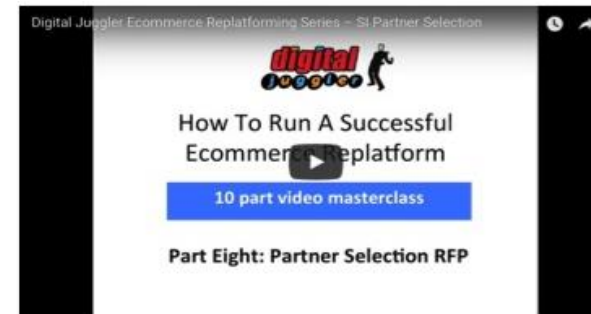 Digital Juggler Ecommerce Replatforming Series – SI Partner Selection
digital
juggler
How To Run A Successful
Ecommerce Replatform
10 part video masterclass
Part Eight: Partner Selection RFP